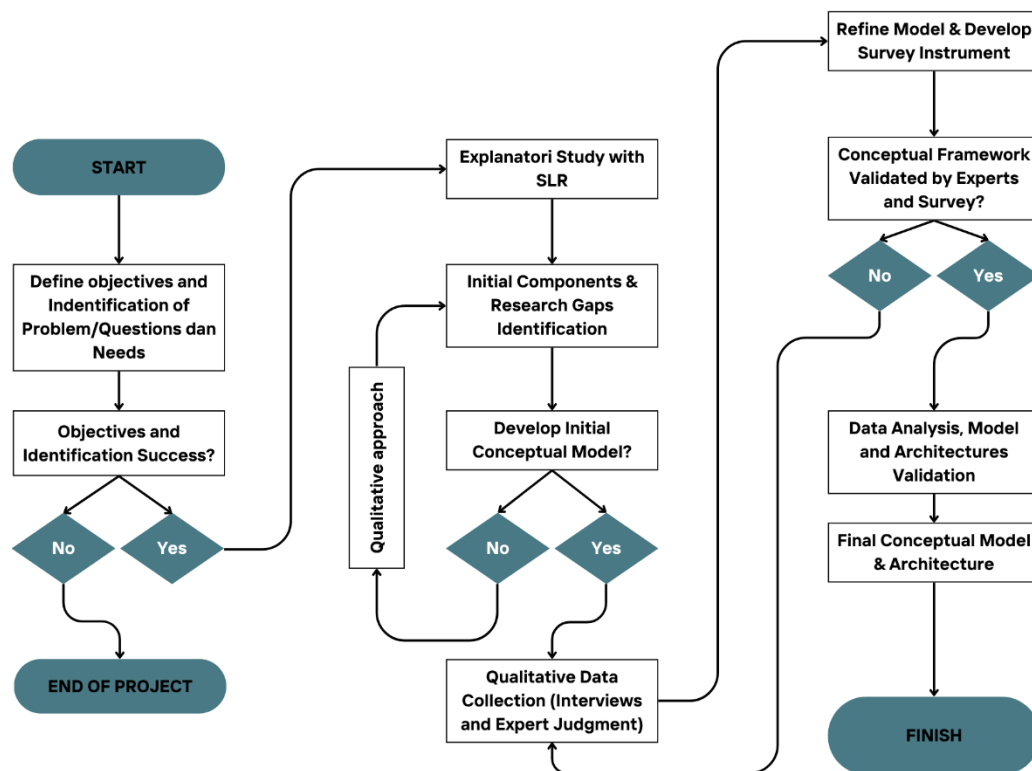 START
Define objectives and
Indentification of
Problem/Questions dan
Needs
Objectives and
Identification Success?
No
Yes
END OF PROJECT
Explanatori Study with
SLR
Initial Components &
Research Gaps
Identification
Qualitative approach
Develop Initial
Conceptual Model?
No
Yes
Qualitative Data
Collection (Interviews
and Expert Judgment)
Refine Model & Develop
Survey Instrument
Conceptual Framework
Validated by Experts
and Survey?
No
Yes
Data Analysis, Model
and Architectures
Validation
Final Conceptual Model
& Architecture
FINISH